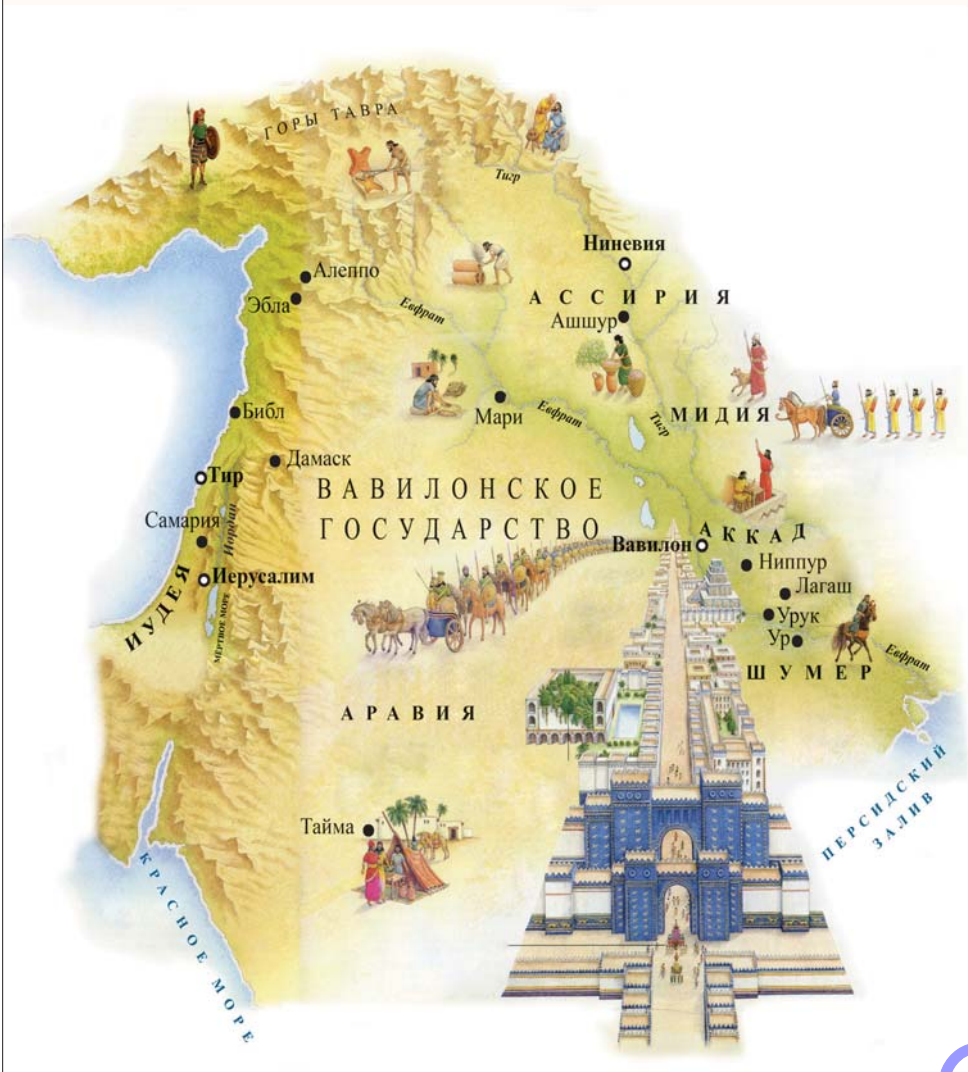 ГОРЫ ТАВРА
Тигр
Ниневия
Алеппо
АССИРИЯ
Эбла
Евфрат
Ашшур
Мари
Евфрат
Тигр
МИДИЯ
Библ
Дамаск
Тир
ВАВИЛОНСКОЕ
ГОСУДАРСТВО
Самария
Иордан
Вавилон
АККАД
Ниппур
Иерусалим
Лагаш
ИУДЕЯ
МЁРТВОЕ МОРЕ
Урук
Ур
Евфрат
ШУМЕР
АРАВИЯ
ПЕРСИДСКИЙ
ЗАЛИВ
Тайма
КРАСНОЕ МОРЕ